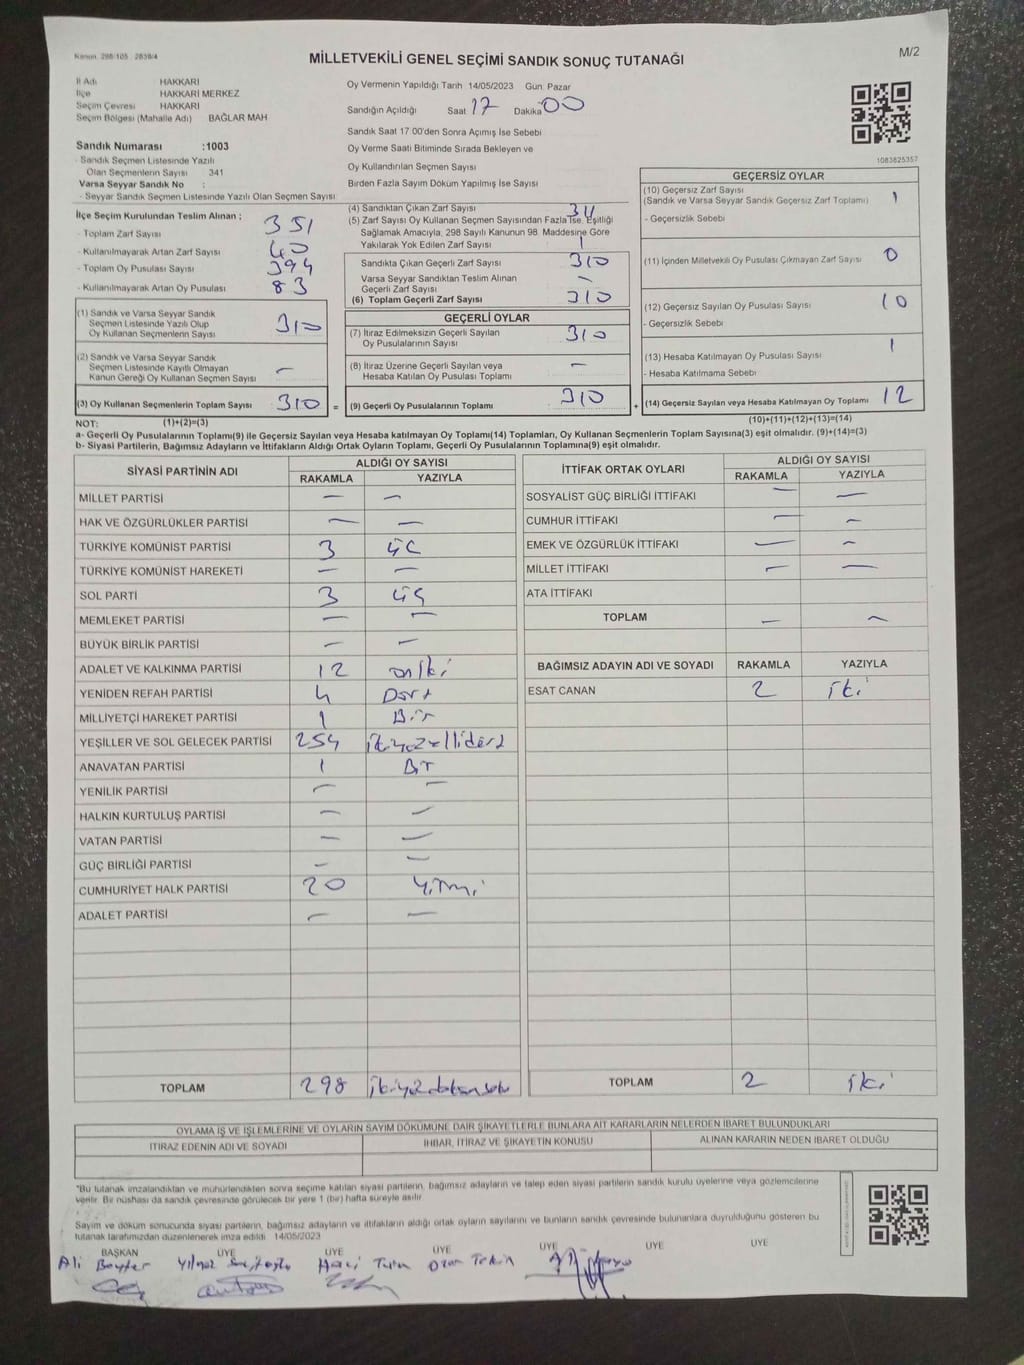 Kanun 298/105 2839/4
MİLLETVEKİLİ GENEL SEÇİMİ SANDIK SONUÇ TUTANAĞI
M/2
İl Adı HAKKARİ
İlçe HAKKARİ MERKEZ
Seçim Çevresi HAKKARİ
Seçim Bölgesi (Mahalle Adı) BAĞLAR MAH
Sandık Numarası :1003
- Sandık Seçmen Listesinde Yazılı
Olan Seçmenlerin Sayısı 341
Varsa Seyyar Sandık No :
- Seyyar Sandık Seçmen Listesinde Yazılı Olan Seçmen Sayısı
Oy Vermenin Yapıldığı Tarih 14/05/2023 Gün: Pazar
Sandığın Açıldığı Saat 17 Dakika 00
Sandık Saat 17 00'den Sonra Açımış İse Sebebi
Oy Verme Saati Bitiminde Sırada Bekleyen ve
Oy Kullandırılan Seçmen Sayısı
Birden Fazla Sayım Döküm Yapılmış İse Sayısı
1083825357
İlçe Seçim Kurulundan Teslim Alınan ;
- Toplam Zarf Sayısı 351
- Kullanılmayarak Artan Zarf Sayısı 40
- Toplam Oy Pusulası Sayısı 394
- Kullanılmayarak Artan Oy Pusulası 83
(1) Sandık ve Varsa Seyyar Sandık
Seçmen Listesinde Yazılı Olup
Oy Kullanan Seçmenlerin Sayısı 310
(2) Sandık ve Varsa Seyyar Sandık
Seçmen Listesinde Kayıtlı Olmayan
Kanun Gereği Oy Kullanan Seçmen Sayısı –
(3) Oy Kullanan Seçmenlerin Toplam Sayısı 310 =
(4) Sandıktan Çıkan Zarf Sayısı 311
(5) Zarf Sayısı Oy Kullanan Seçmen Sayısından Fazla İse, Eşitliği
Sağlamak Amacıyla, 298 Sayılı Kanunun 98. Maddesine Göre
Yakılarak Yok Edilen Zarf Sayısı 1
Sandıkta Çıkan Geçerli Zarf Sayısı 310
Varsa Seyyar Sandıktan Teslim Alınan
Geçerli Zarf Sayısı –
(6) Toplam Geçerli Zarf Sayısı 310
GEÇERLİ OYLAR
(7) İtiraz Edilmeksizin Geçerli Sayılan
Oy Pusulalarının Sayısı 310
(8) İtiraz Üzerine Geçerli Sayılan veya
Hesaba Katılan Oy Pusulası Toplamı –
(9) Geçerli Oy Pusulalarının Toplamı 310 +
GEÇERSİZ OYLAR
(10) Geçersiz Zarf Sayısı
(Sandık ve Varsa Seyyar Sandık Geçersiz Zarf Toplamı) 1
- Geçersizlik Sebebi
(11) İçinden Milletvekili Oy Pusulası Çıkmayan Zarf Sayısı 0
(12) Geçersiz Sayılan Oy Pusulası Sayısı 10
- Geçersizlik Sebebi
(13) Hesaba Katılmayan Oy Pusulası Sayısı 1
- Hesaba Katılmama Sebebi
(14) Geçersiz Sayılan veya Hesaba Katılmayan Oy Toplamı 12
NOT: (1)+(2)=(3)
(10)+(11)+(12)+(13)=(14)
a- Geçerli Oy Pusulalarının Toplamı(9) ile Geçersiz Sayılan veya Hesaba katılmayan Oy Toplamı(14) Toplamları, Oy Kullanan Seçmenlerin Toplam Sayısına(3) eşit olmalıdır. (9)+(14)=(3)
b- Siyasi Partilerin, Bağımsız Adayların ve İttifakların Aldığı Ortak Oyların Toplamı, Geçerli Oy Pusulalarının Toplamına(9) eşit olmalıdır.
SİYASİ PARTİNİN ADI ALDIĞI OY SAYISI
RAKAMLA YAZIYLA
MİLLET PARTİSİ – –
HAK VE ÖZGÜRLÜKLER PARTİSİ – –
TÜRKİYE KOMÜNİST PARTİSİ 3 üç
TÜRKİYE KOMÜNİST HAREKETİ – –
SOL PARTİ 3 üç
MEMLEKET PARTİSİ – –
BÜYÜK BİRLİK PARTİSİ – –
ADALET VE KALKINMA PARTİSİ 12 oniki
YENİDEN REFAH PARTİSİ 4 Dört
MİLLİYETÇİ HAREKET PARTİSİ 1 Bir
YEŞİLLER VE SOL GELECEK PARTİSİ 254 ikiyüzellidört
ANAVATAN PARTİSİ 1 Bir
YENİLİK PARTİSİ – –
HALKIN KURTULUŞ PARTİSİ – –
VATAN PARTİSİ – –
GÜÇ BİRLİĞİ PARTİSİ – –
CUMHURİYET HALK PARTİSİ 20 Yirmi
ADALET PARTİSİ – –
TOPLAM 298 ikiyüzdoksansekiz
İTTİFAK ORTAK OYLARI ALDIĞI OY SAYISI
RAKAMLA YAZIYLA
SOSYALİST GÜÇ BİRLİĞİ İTTİFAKI – –
CUMHUR İTTİFAKI – –
EMEK VE ÖZGÜRLÜK İTTİFAKI – –
MİLLET İTTİFAKI – –
ATA İTTİFAKI
TOPLAM – –
BAĞIMSIZ ADAYIN ADI VE SOYADI RAKAMLA YAZIYLA
ESAT CANAN 2 iki
TOPLAM 2 iki
OYLAMA İŞ VE İŞLEMLERİNE VE OYLARIN SAYIM DÖKÜMÜNE DAİR ŞİKAYETLERLE BUNLARA AİT KARARLARIN NELERDEN İBARET BULUNDUKLARI
İTİRAZ EDENİN ADI VE SOYADI İHBAR, İTİRAZ VE ŞİKAYETİN KONUSU ALINAN KARARIN NEDEN İBARET OLDUĞU
*Bu tutanak imzalandıktan ve mühürlendikten sonra seçime katılan siyasi partilerin, bağımsız adayların ve talep eden siyasi partilerin sandık kurulu üyelerine veya gözlemcilerine
verilir. Bir nüshası da sandık çevresinde görülecek bir yere 1 (bir) hafta süreyle asılır
Sayım ve döküm sonucunda siyasi partilerin, bağımsız adayların ve ittifakların aldığı ortak oyların sayılarını ve bunların sandık çevresinde bulunanlara duyrulduğunu gösteren bu
tutanak tarafımızdan düzenlenerek imza edildi. 14/05/2023
BAŞKAN ÜYE ÜYE ÜYE ÜYE ÜYE ÜYE
Ali Yılmaz Haci Ozan Tekin